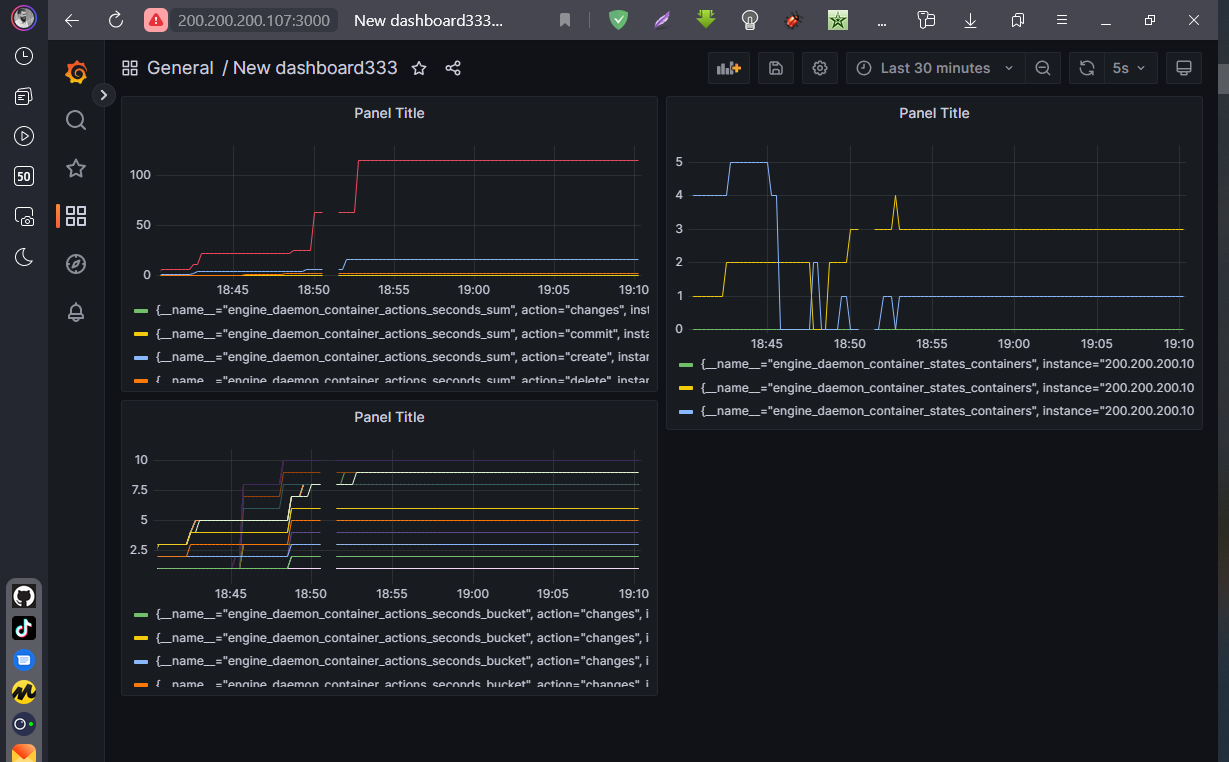 200.200.200.107:3000 New dashboard333...
50
General / New dashboard333
Last 30 minutes
5s
Panel Title
100
50
0
18:45 18:50 18:55 19:00 19:05 19:10
{__name__="engine_daemon_container_actions_seconds_sum", action="changes", inst
{__name__="engine_daemon_container_actions_seconds_sum", action="commit", insta
{__name__="engine_daemon_container_actions_seconds_sum", action="create", instar
{__name__="engine_daemon_container_actions_seconds_sum", action="delete", instar
Panel Title
5
4
3
2
1
0
18:45 18:50 18:55 19:00 19:05 19:10
{__name__="engine_daemon_container_states_containers", instance="200.200.200.10
{__name__="engine_daemon_container_states_containers", instance="200.200.200.10
{__name__="engine_daemon_container_states_containers", instance="200.200.200.10
Panel Title
10
7.5
5
2.5
18:45 18:50 18:55 19:00 19:05 19:10
{__name__="engine_daemon_container_actions_seconds_bucket", action="changes", i
{__name__="engine_daemon_container_actions_seconds_bucket", action="changes", i
{__name__="engine_daemon_container_actions_seconds_bucket", action="changes", i
{__name__="engine_daemon_container_actions_seconds_bucket", action="changes", i